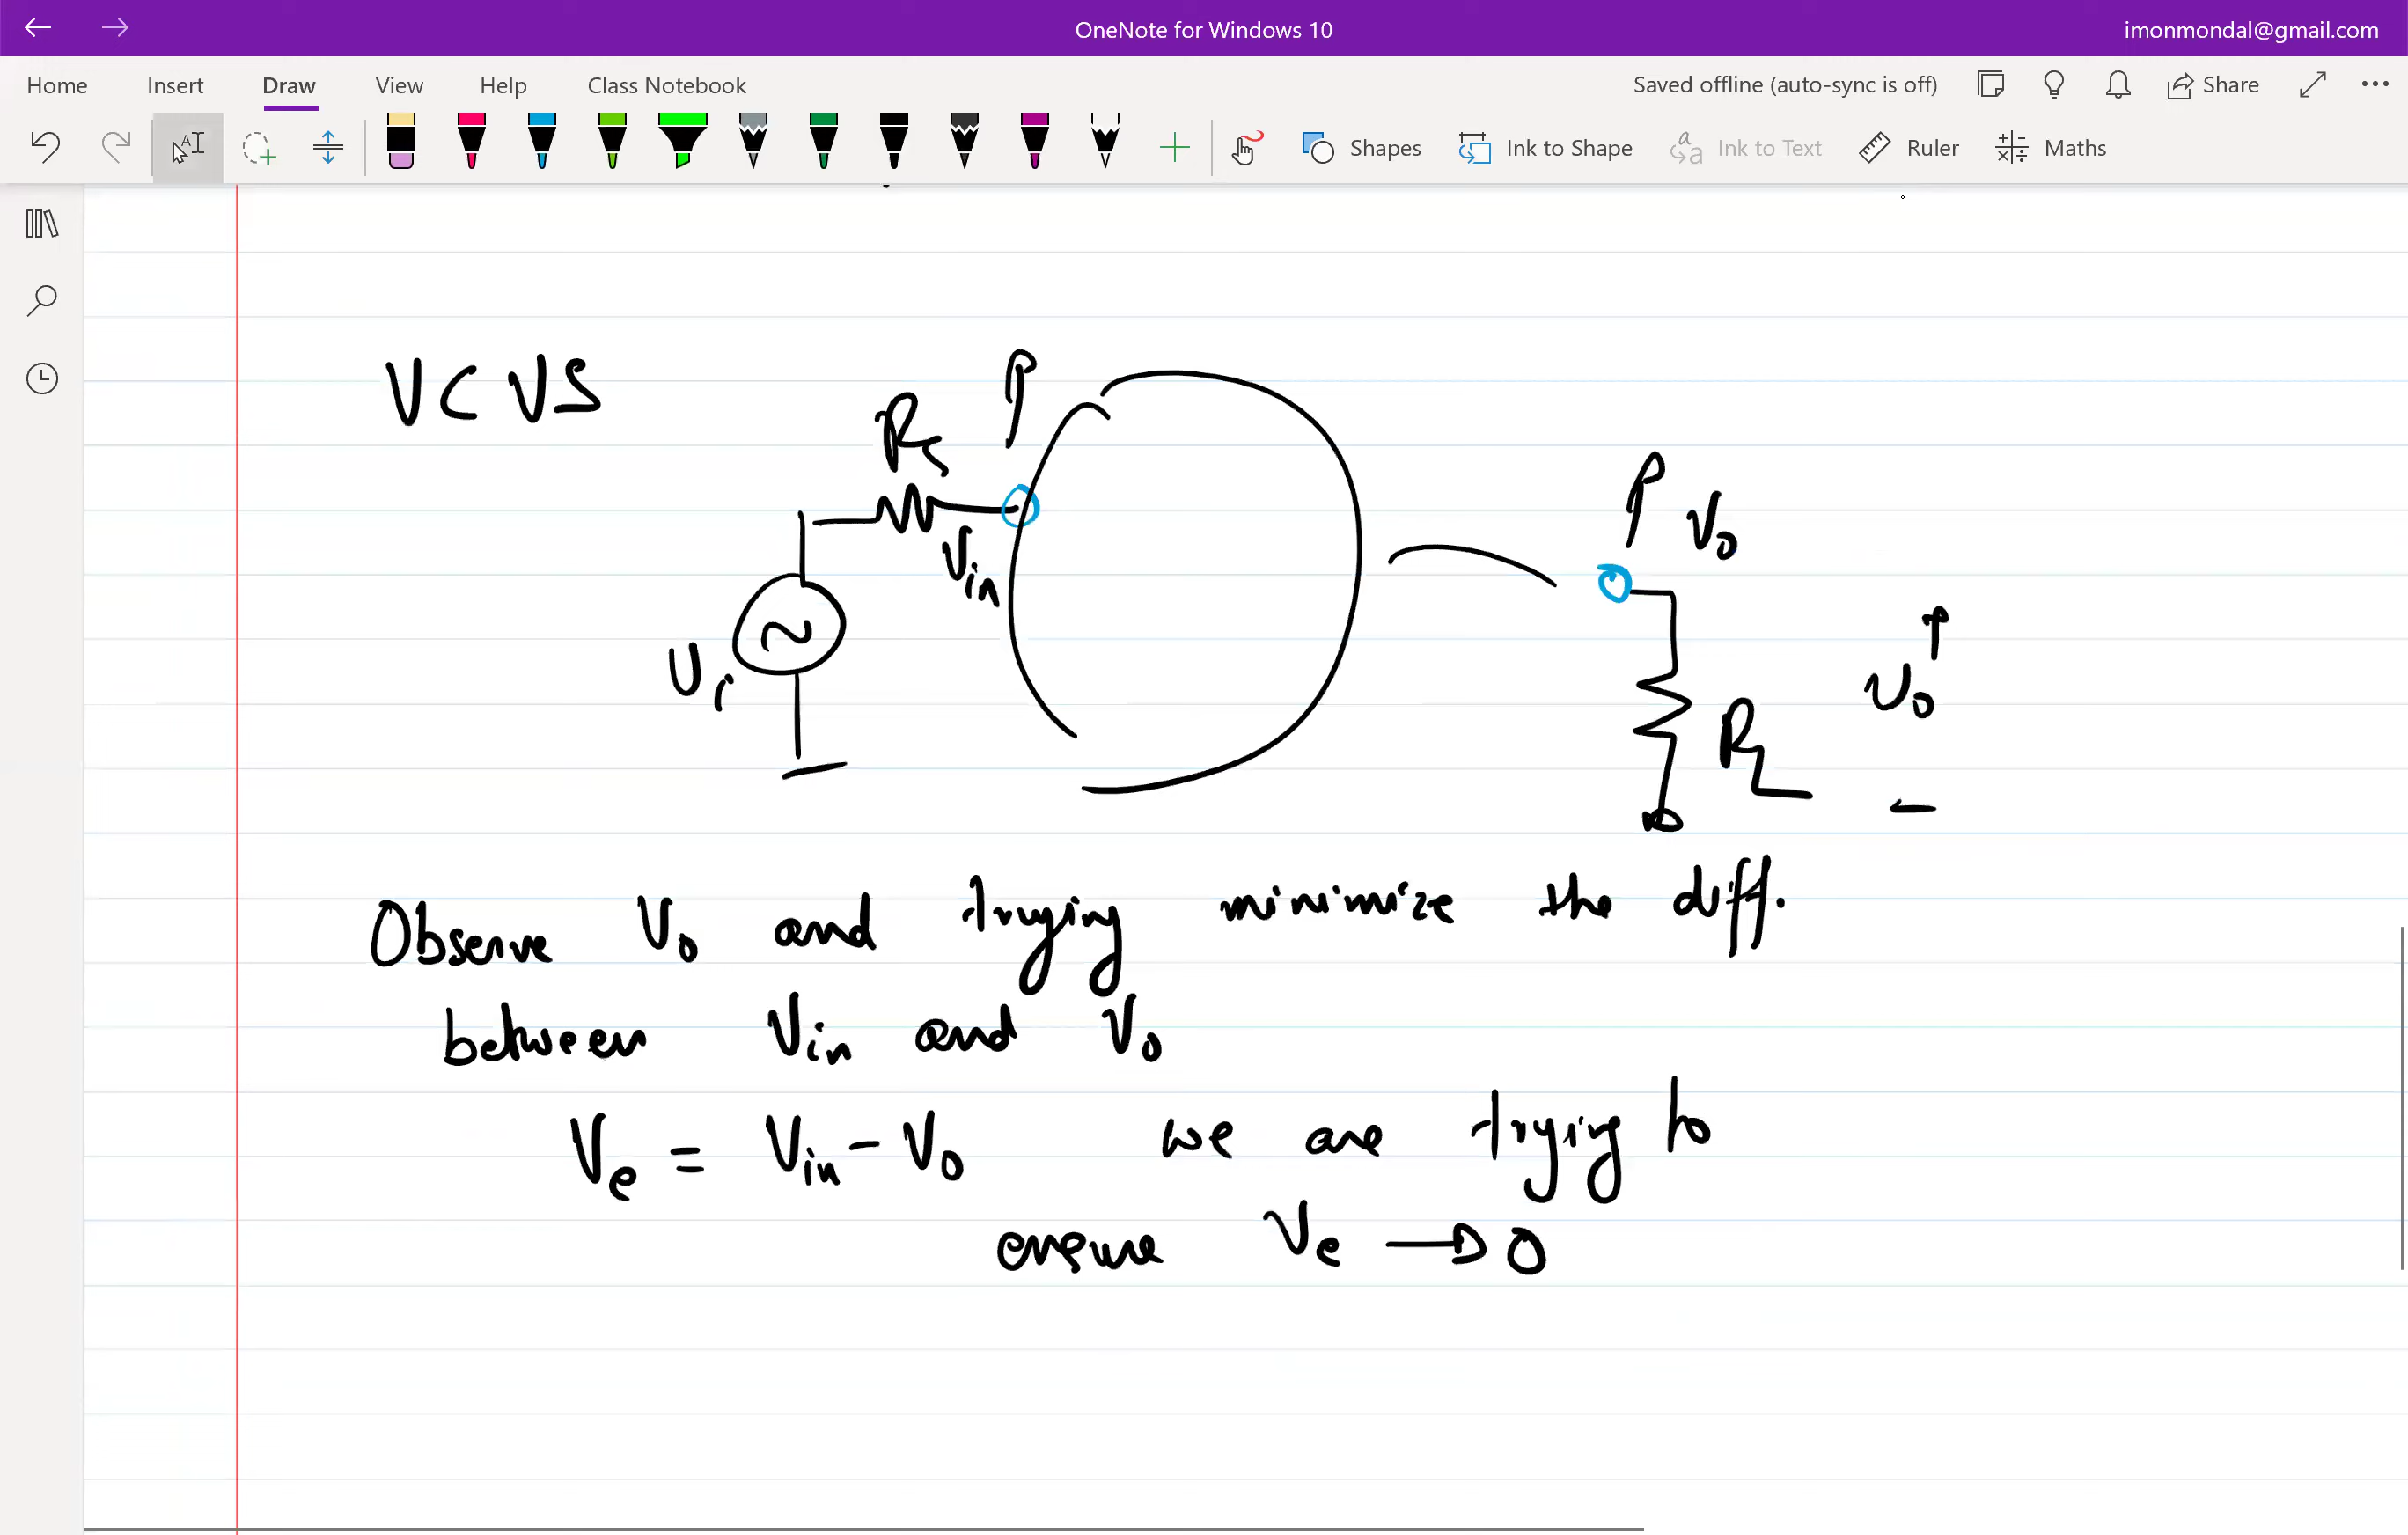 OneNote for Windows 10
imonmondal@gmail.com
Home Insert Draw View Help Class Notebook
Saved offline (auto-sync is off) Share
Shapes Ink to Shape Ink to Text Ruler Maths
VCVS
Rs
Vin
Vi
Vo
RL
vo
-
Observe Vo and trying minimize the diff.
between Vin and Vo
Ve = Vin - Vo we are trying to
ensure Ve → 0